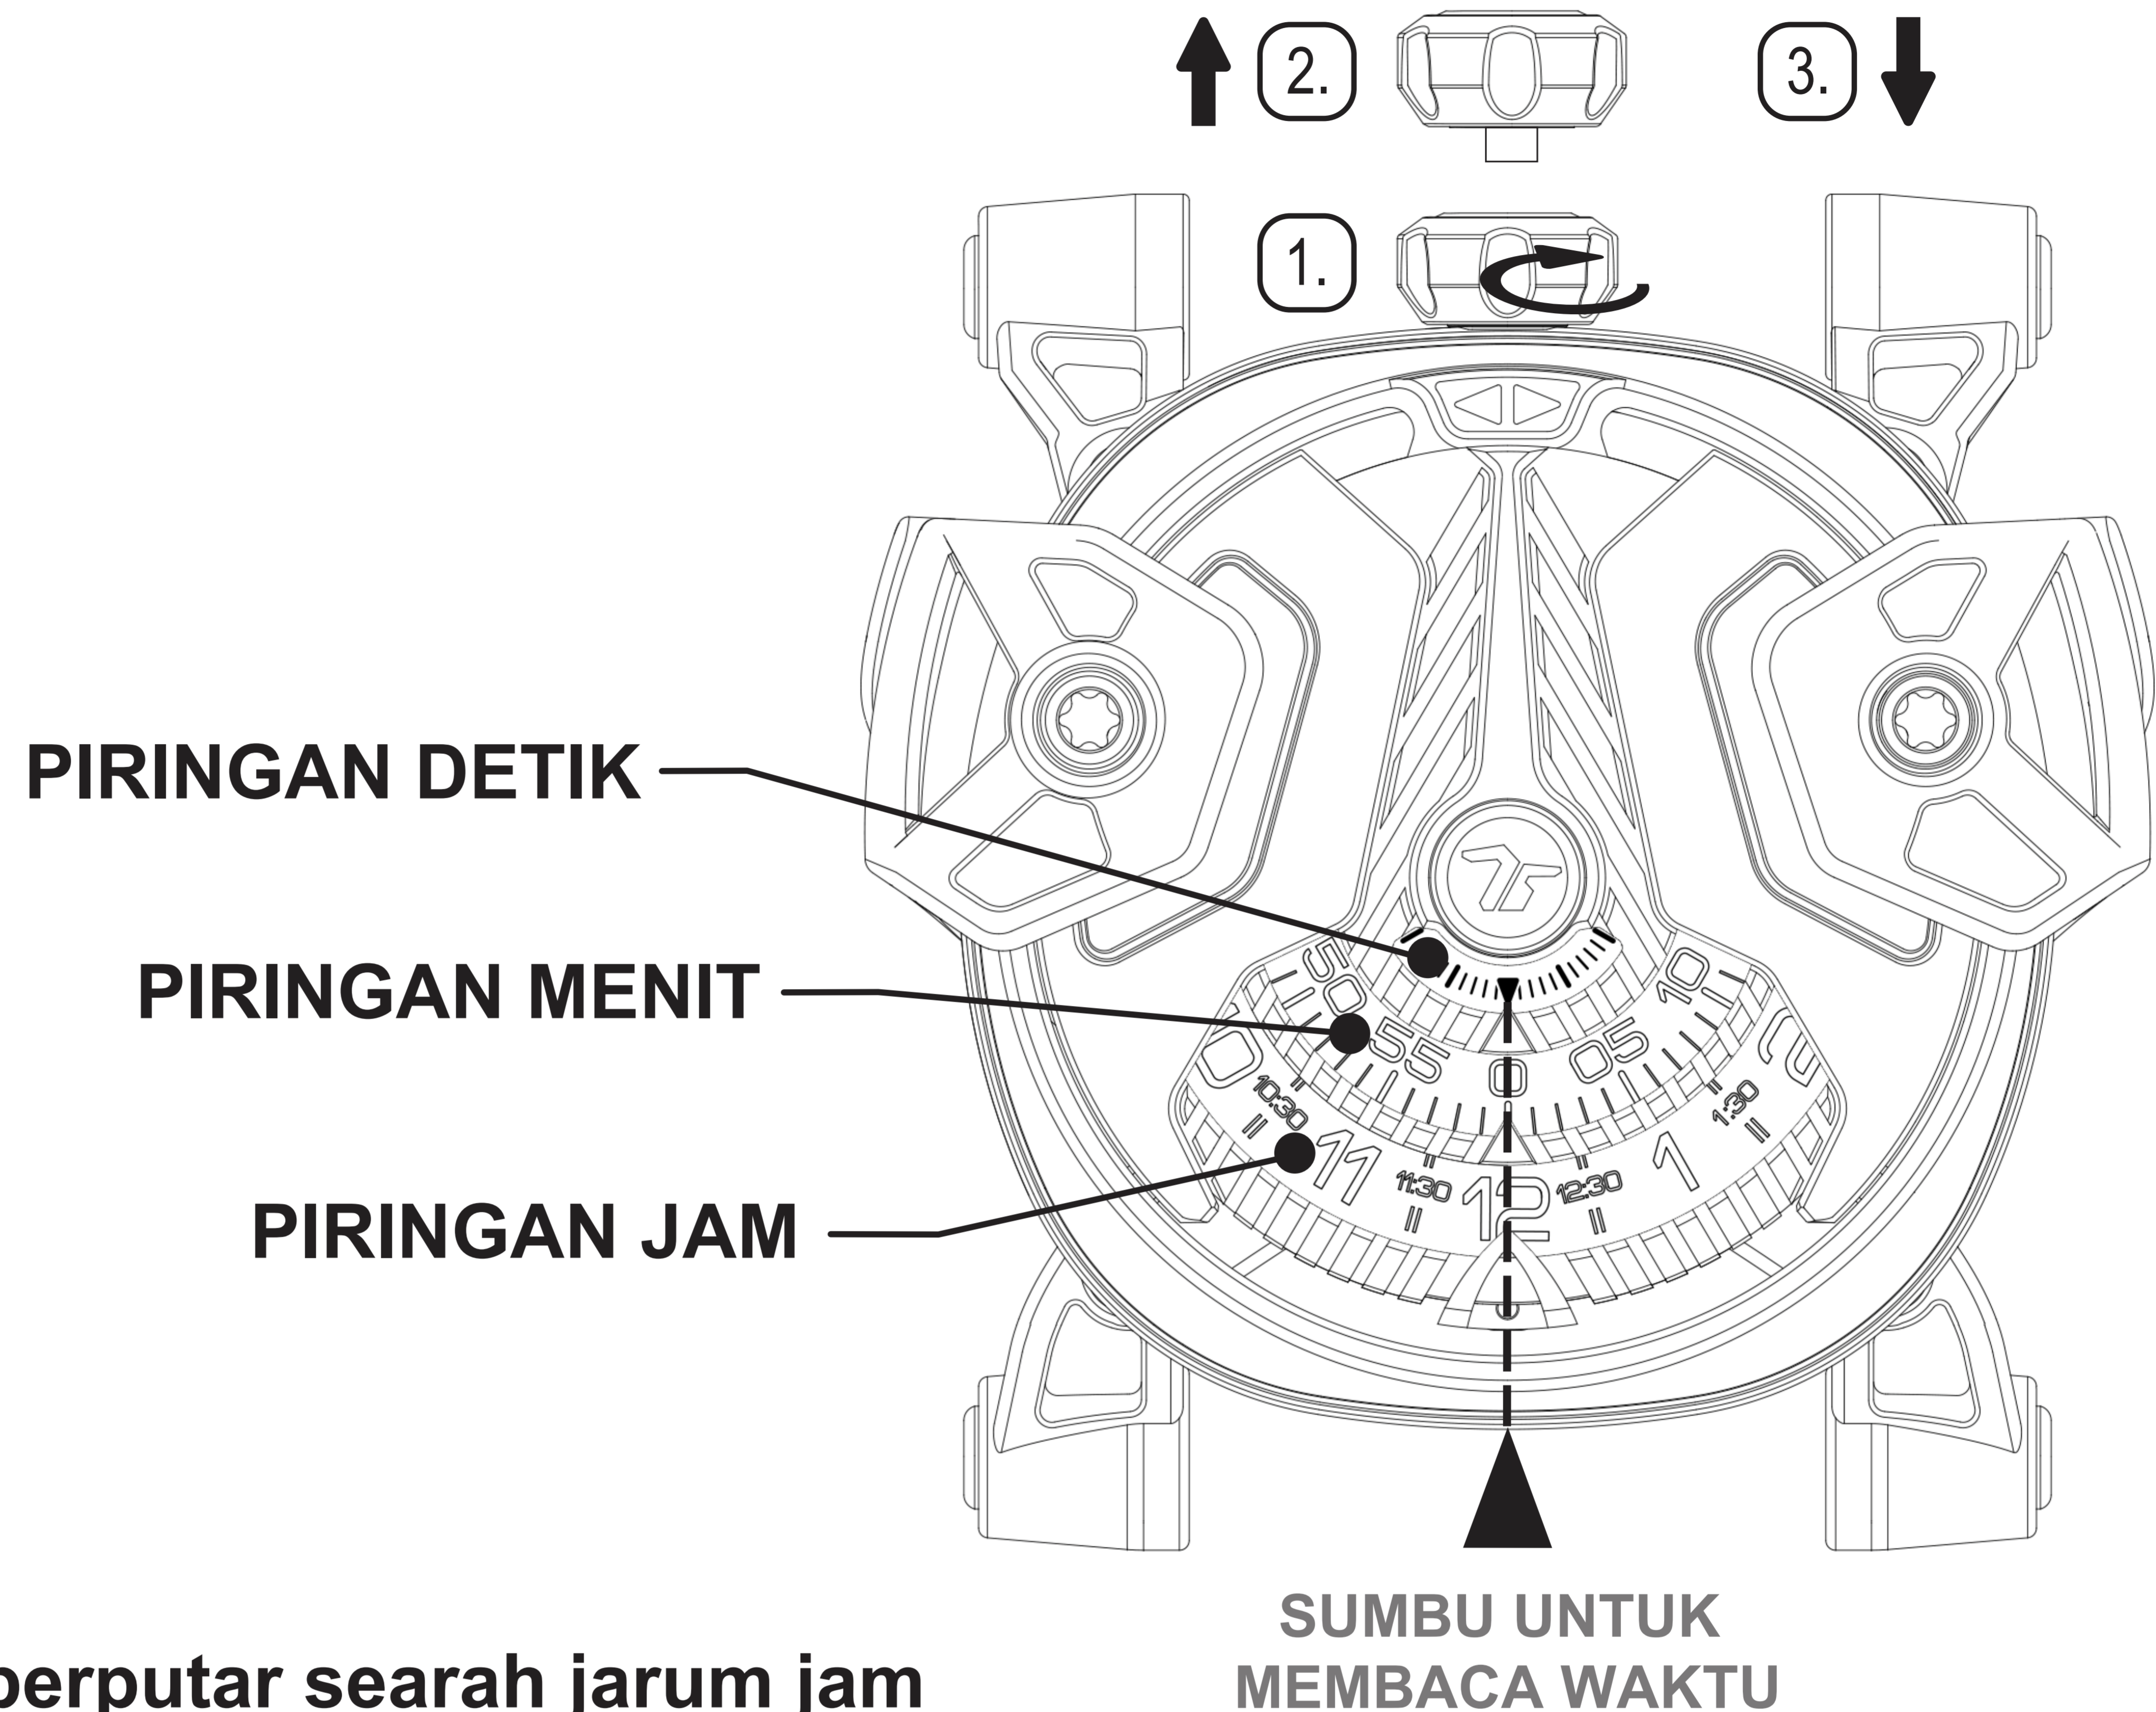 2.
3.
1.
PIRINGAN DETIK
PIRINGAN MENIT
PIRINGAN JAM
50
55
0
05
10
10:30
11
11:30
12
12:30
1
1:30
2
SUMBU UNTUK
MEMBACA WAKTU
berputar searah jarum jam